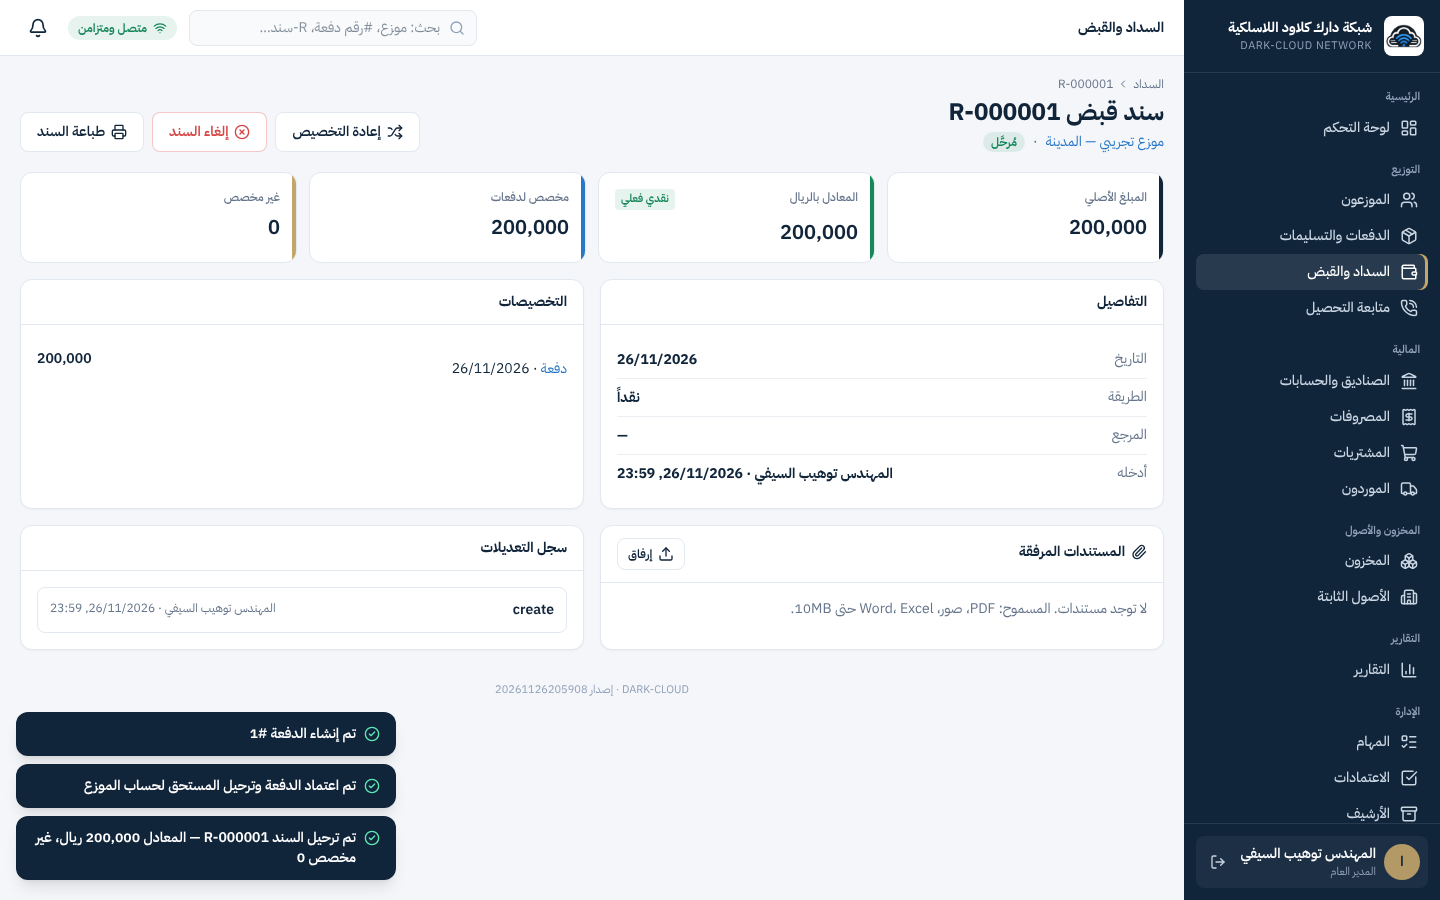 شبكة دارك كلاود اللاسلكية
DARK-CLOUD NETWORK
الرئيسية
لوحة التحكم
التوزيع
الموزعون
الدفعات والتسليمات
السداد والقبض
متابعة التحصيل
المالية
الصناديق والحسابات
المصروفات
المشتريات
الموردون
المخزون والأصول
المخزون
الأصول الثابتة
التقارير
التقارير
الإدارة
المهام
الاعتمادات
الأرشيف
المهندس توهيب السيفي
المدير العام
ا
السداد والقبض
بحث: موزع، #رقم دفعة، R-سند...
متصل ومتزامن
السداد › R-000001
سند قبض R-000001
موزع تجريبي — المدينة · مُرحَّل
إعادة التخصيص
إلغاء السند
طباعة السند
المبلغ الأصلي
200,000
المعادل بالريال
نقدي فعلي
200,000
مخصص لدفعات
200,000
غير مخصص
0
التفاصيل
التاريخ 26/11/2026
الطريقة نقداً
المرجع —
أدخله المهندس توهيب السيفي · 26/11/2026, 23:59
التخصيصات
دفعة · 26/11/2026 200,000
المستندات المرفقة
إرفاق
لا توجد مستندات. المسموح: PDF، صور، Word، Excel حتى 10MB.
سجل التعديلات
create المهندس توهيب السيفي · 26/11/2026, 23:59
DARK-CLOUD · إصدار 20261126205908
تم إنشاء الدفعة #1
تم اعتماد الدفعة وترحيل المستحق لحساب الموزع
تم ترحيل السند R-000001 — المعادل 200,000 ريال، غير
مخصص 0